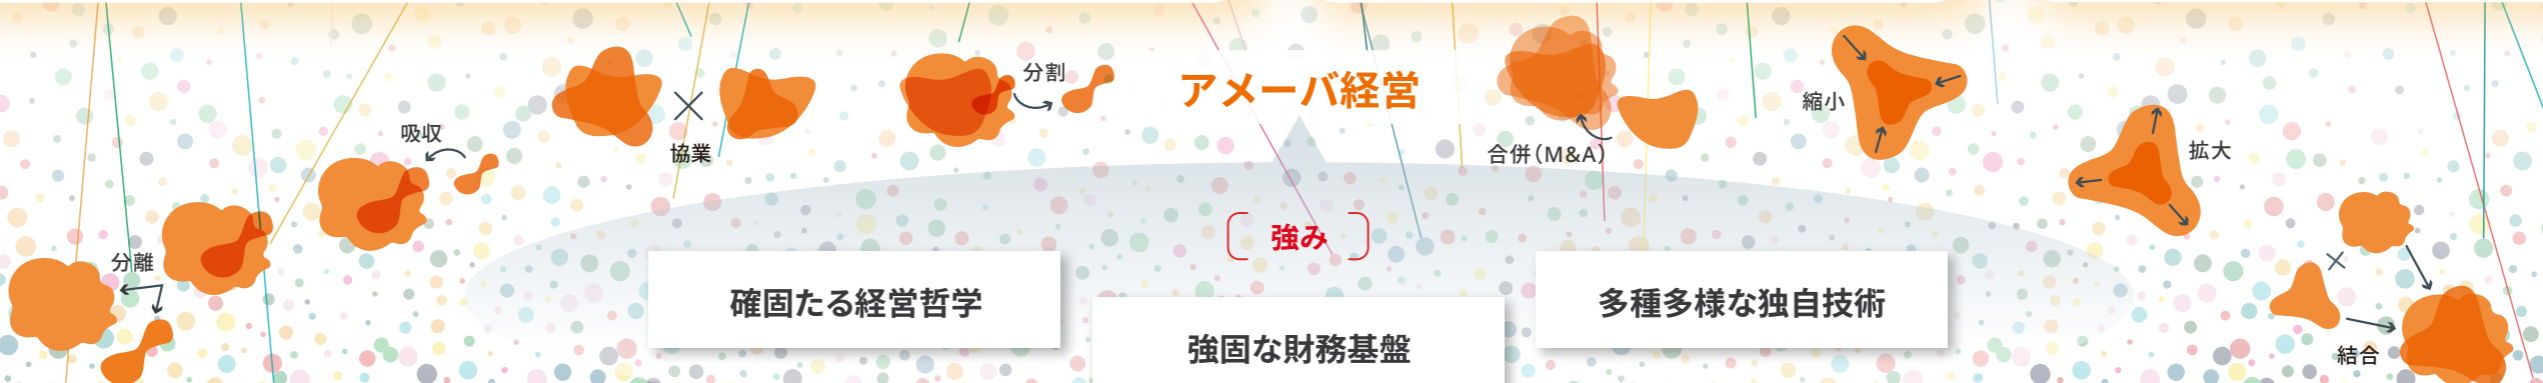 分割
アメーバ経営
縮小
吸収
協業
合併(M&A)
拡大
強み
分離
確固たる経営哲学
多種多様な独自技術
強固な財務基盤
結合